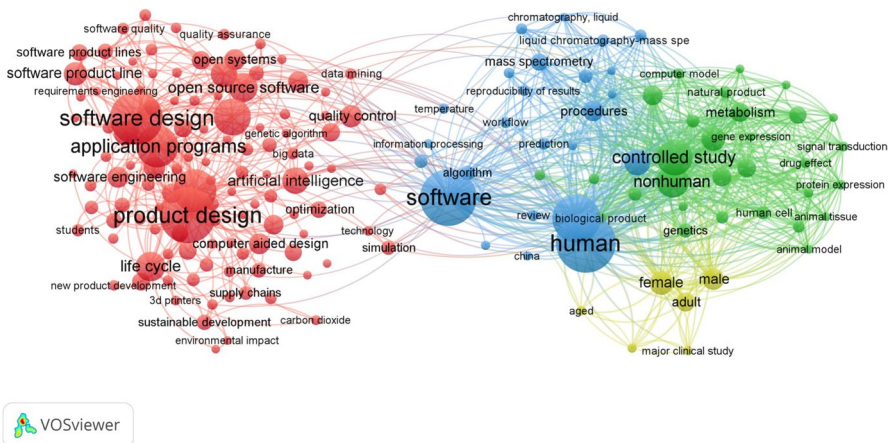 chromatography, liquid
software quality
quality assurance
liquid chromatography-mass spe
software product lines
open systems
mass spectrometry
software product line
data mining
computer model
requirements engineering
open source software
reproducibility of results
natural product
temperature
procedures
metabolism
software design
quality control
workflow
genetic algorithm
gene expression
application programs
information processing
prediction
signal transduction
big data
controlled study
drug effect
software engineering
artificial intelligence
algorithm
nonhuman
protein expression
software
product design
optimization
review
biological product
human cell
animal tissue
students
technology
genetics
computer aided design
simulation
human
animal model
china
life cycle
manufacture
female
male
new product development
supply chains
3d printers
adult
aged
sustainable development
carbon dioxide
environmental impact
major clinical study
VOSviewer